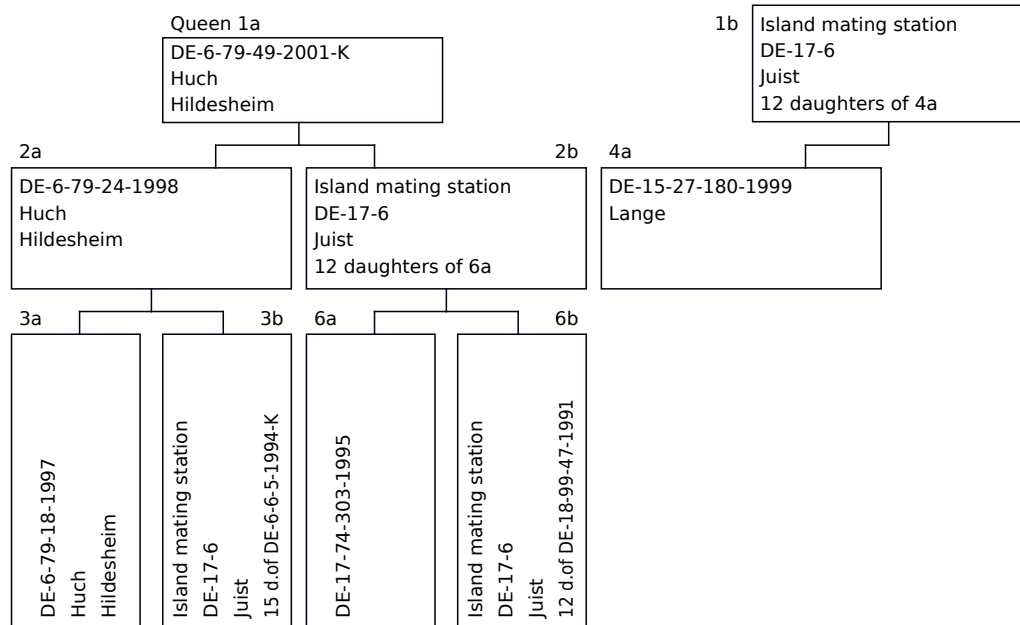 Queen 1a
DE-6-79-49-2001-K
Huch
Hildesheim
1b
Island mating station
DE-17-6
Juist
12 daughters of 4a
2a
DE-6-79-24-1998
Huch
Hildesheim
2b
Island mating station
DE-17-6
Juist
12 daughters of 6a
4a
DE-15-27-180-1999
Lange
3a
DE-6-79-18-1997
Huch
Hildesheim
3b
Island mating station
DE-17-6
Juist
15 d.of DE-6-6-5-1994-K
6a
DE-17-74-303-1995
6b
Island mating station
DE-17-6
Juist
12 d.of DE-18-99-47-1991